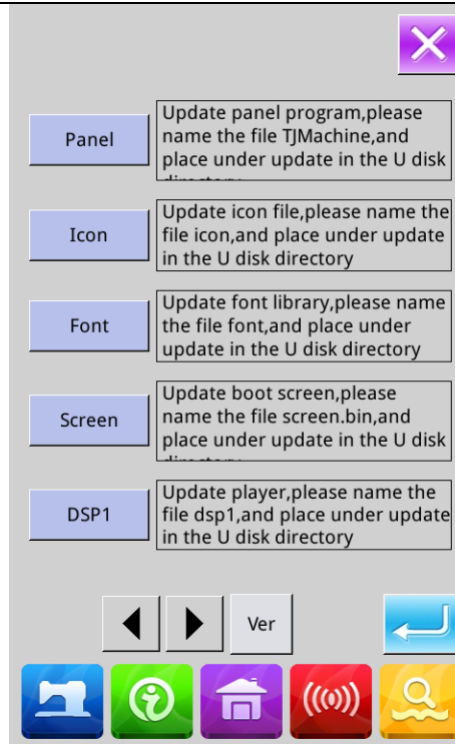 Panel
Update panel program,please
name the file TJMachine,and
place under update in the U disk
Icon
Update icon file,please name the
file icon,and place under update
in the U disk directory
Font
Update font library,please name
the file font,and place under
update in the U disk directory
Screen
Update boot screen,please
name the file screen.bin,and
place under update in the U disk
DSP1
Update player,please name the
file dsp1,and place under update
in the U disk directory
Ver